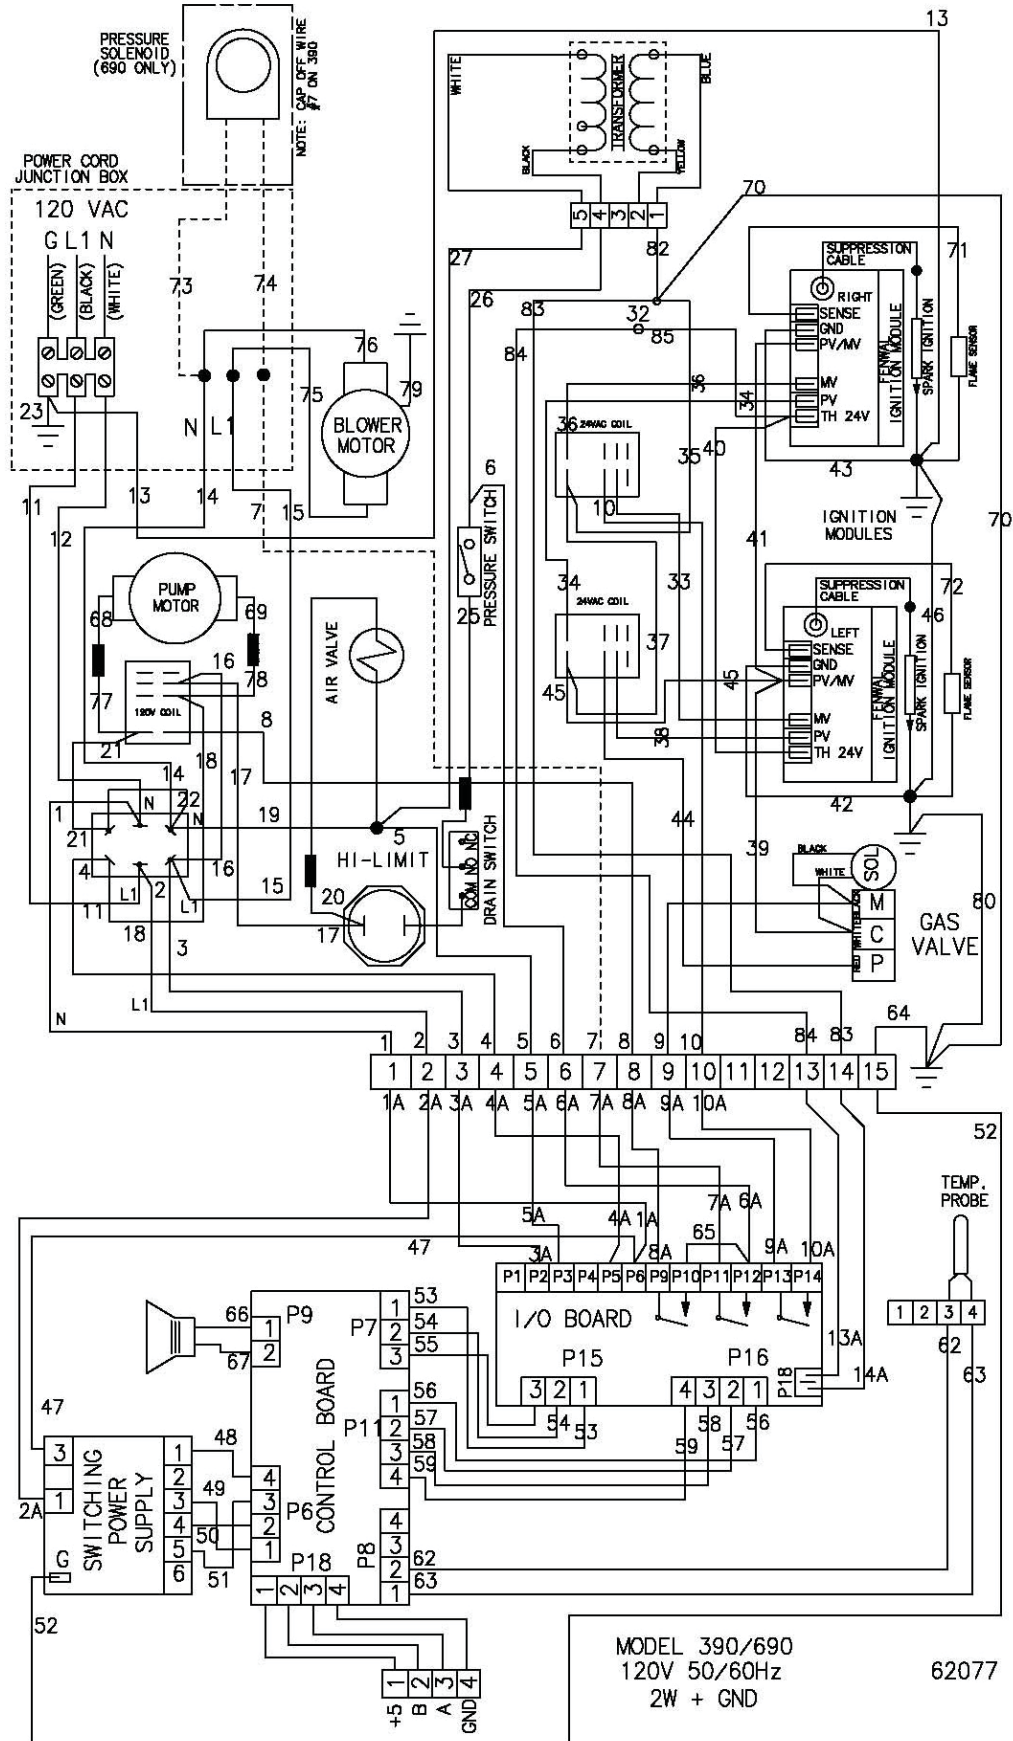 13
PRESSURE
SOLENOID
(690 ONLY)
NOTE: CAP OFF WIRE
#7 ON 390
WHITE
TRANSFORMER
BLUE
BLACK
YELLOW
POWER CORD
JUNCTION BOX
120 VAC
G L1 N
(GREEN)
(BLACK)
(WHITE)
5 4 3 2 1
70
27
82
26
83
32
85
84
73
74
71
SUPPRESSION
CABLE
RIGHT
SENSE
GND
PV/MV
MV
PV
TH 24V
FENWAL
IGNITION MODULE
SPARK IGNITION
FLAME SENSOR
76
75
79
23
N L1
BLOWER
MOTOR
36
34
36
24VAC COIL
35
40
43
6
10
11
13
14
7
15
12
PRESSURE SWITCH
IGNITION
MODULES
70
41
34
33
25
24VAC COIL
37
45
45
38
PUMP
MOTOR
68
69
16
78
77
120V COIL
21
8
AIR VALVE
72
46
SUPPRESSION
CABLE
LEFT
SENSE
GND
PV/MV
MV
PV
TH 24V
FENWAL
IGNITION MODULE
SPARK IGNITION
FLAME SENSOR
42
18
17
14
22
1
N
N
21
19
5
HI-LIMIT
4
16
15
L1
2
L1
11
18
3
20
17
COM NO NC
DRAIN SWITCH
44
39
BLACK
WHITE
SOL
BLACK
WHITE
RED
M
C
P
GAS
VALVE
80
L1
N
64
1 2 3 4 5 6 7 8 9 10 84 83
1 2 3 4 5 6 7 8 9 10 11 12 13 14 15
1A 2A 3A 4A 5A 6A 7A 8A 9A 10A
52
TEMP.
PROBE
5A
4A
1A
7A
6A
47
3A
8A
65
9A
10A
P1 P2 P3 P4 P5 P6 P9 P10 P11 P12 P13 P14
I/O BOARD
P15
P16
3 2 1
4 3 2 1
P18
13A
14A
1 2 3 4
62
63
66
67
P9
1
2
P7
1
2
3
53
54
55
CONTROL BOARD
P11
1
2
3
4
56
57
58
59
54
53
59
58
57
56
47
48
49
50
51
3
1
2A
G
SWITCHING
POWER
SUPPLY
1
2
3
4
5
6
4
3
2
1
P6
P8
4
3
2
1
62
63
P18
1 2 3 4
52
1 2 3 4
+5
B
A
GND
MODEL 390/690
120V 50/60Hz
2W + GND
62077